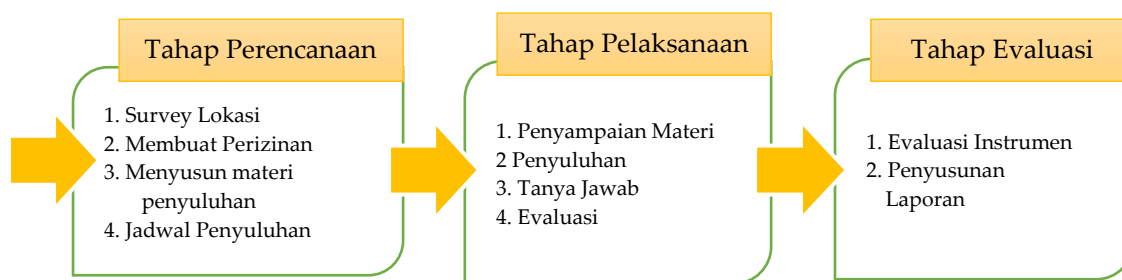 Tahap Perencanaan
1. Survey Lokasi
2. Membuat Perizinan
3. Menyusun materi
penyuluhan
4. Jadwal Penyuluhan
Tahap Pelaksanaan
1. Penyampaian Materi
2 Penyuluhan
3. Tanya Jawab
4. Evaluasi
Tahap Evaluasi
1. Evaluasi Instrumen
2. Penyusunan
Laporan